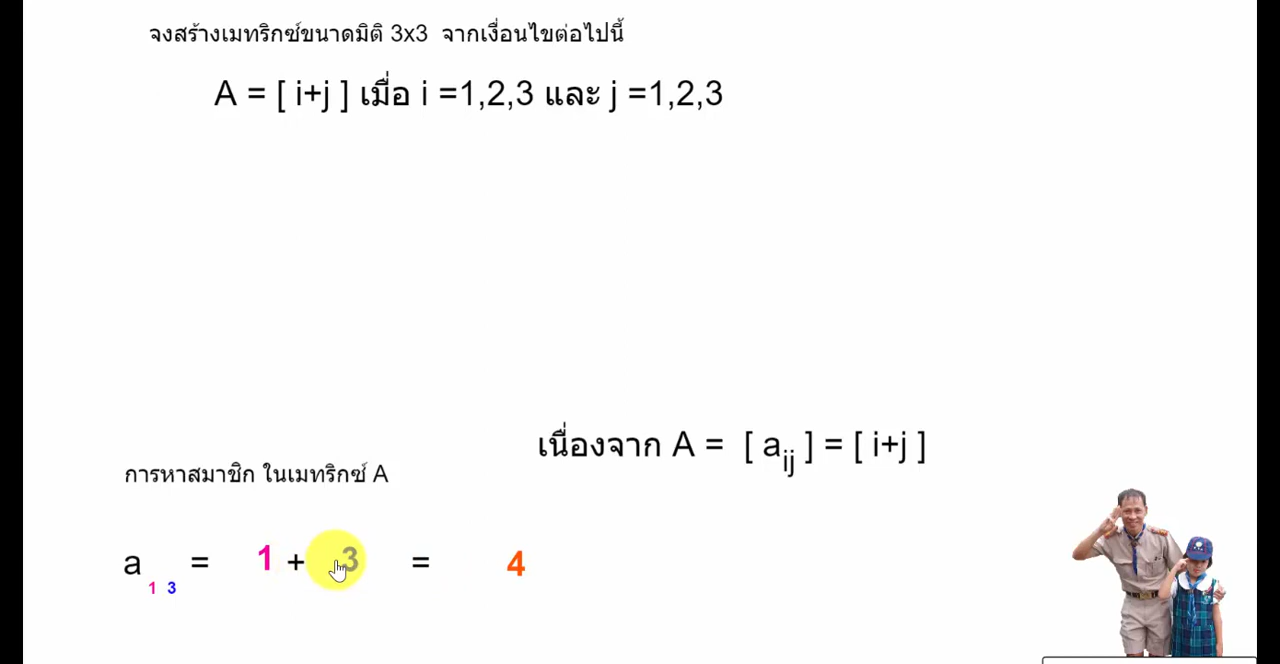 จงสร้างเมทริกซ์ขนาดมิติ 3x3 จากเงื่อนไขต่อไปนี้
A = [ i+j ] เมื่อ i =1,2,3 และ j =1,2,3
เนื่องจาก A = [ aij ] = [ i+j ]
การหาสมาชิก ในเมทริกซ์ A
a13 = 1 + 3 = 4